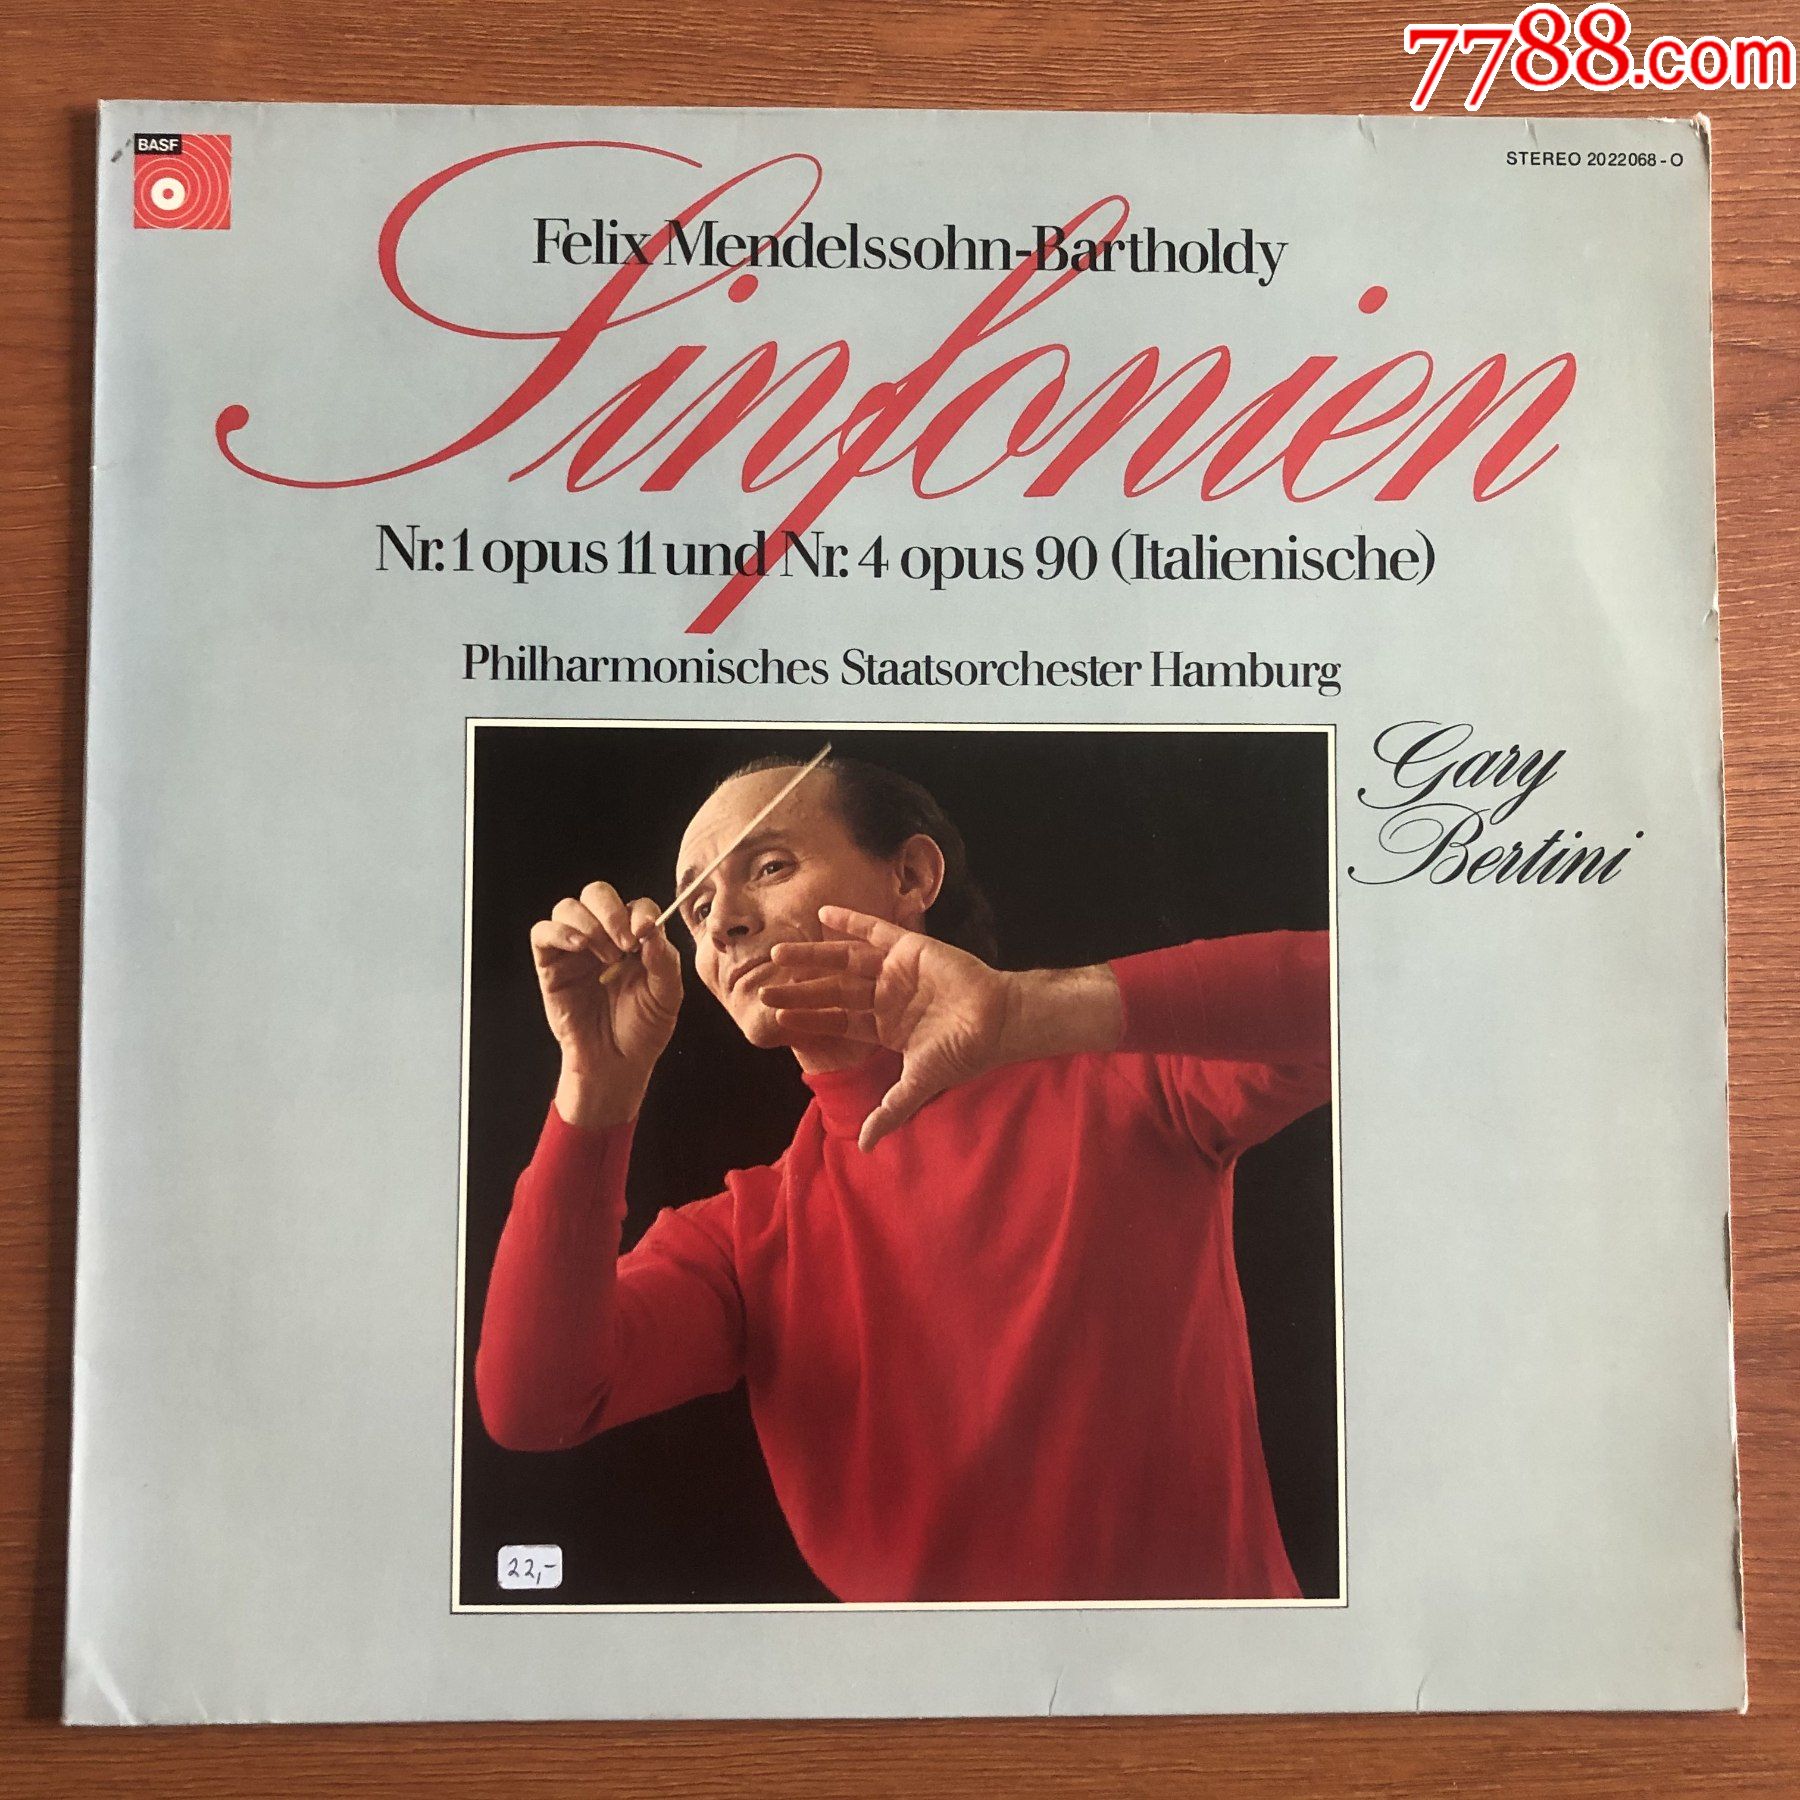 7788.com
BASF
STEREO 2022068-0
Felix Mendelssohn-Bartholdy
Sinfonien
Nr. 1 opus 11 und Nr. 4 opus 90 (Italienische)
Philharmonisches Staatsorchester Hamburg
Gary
Bertini
22,-